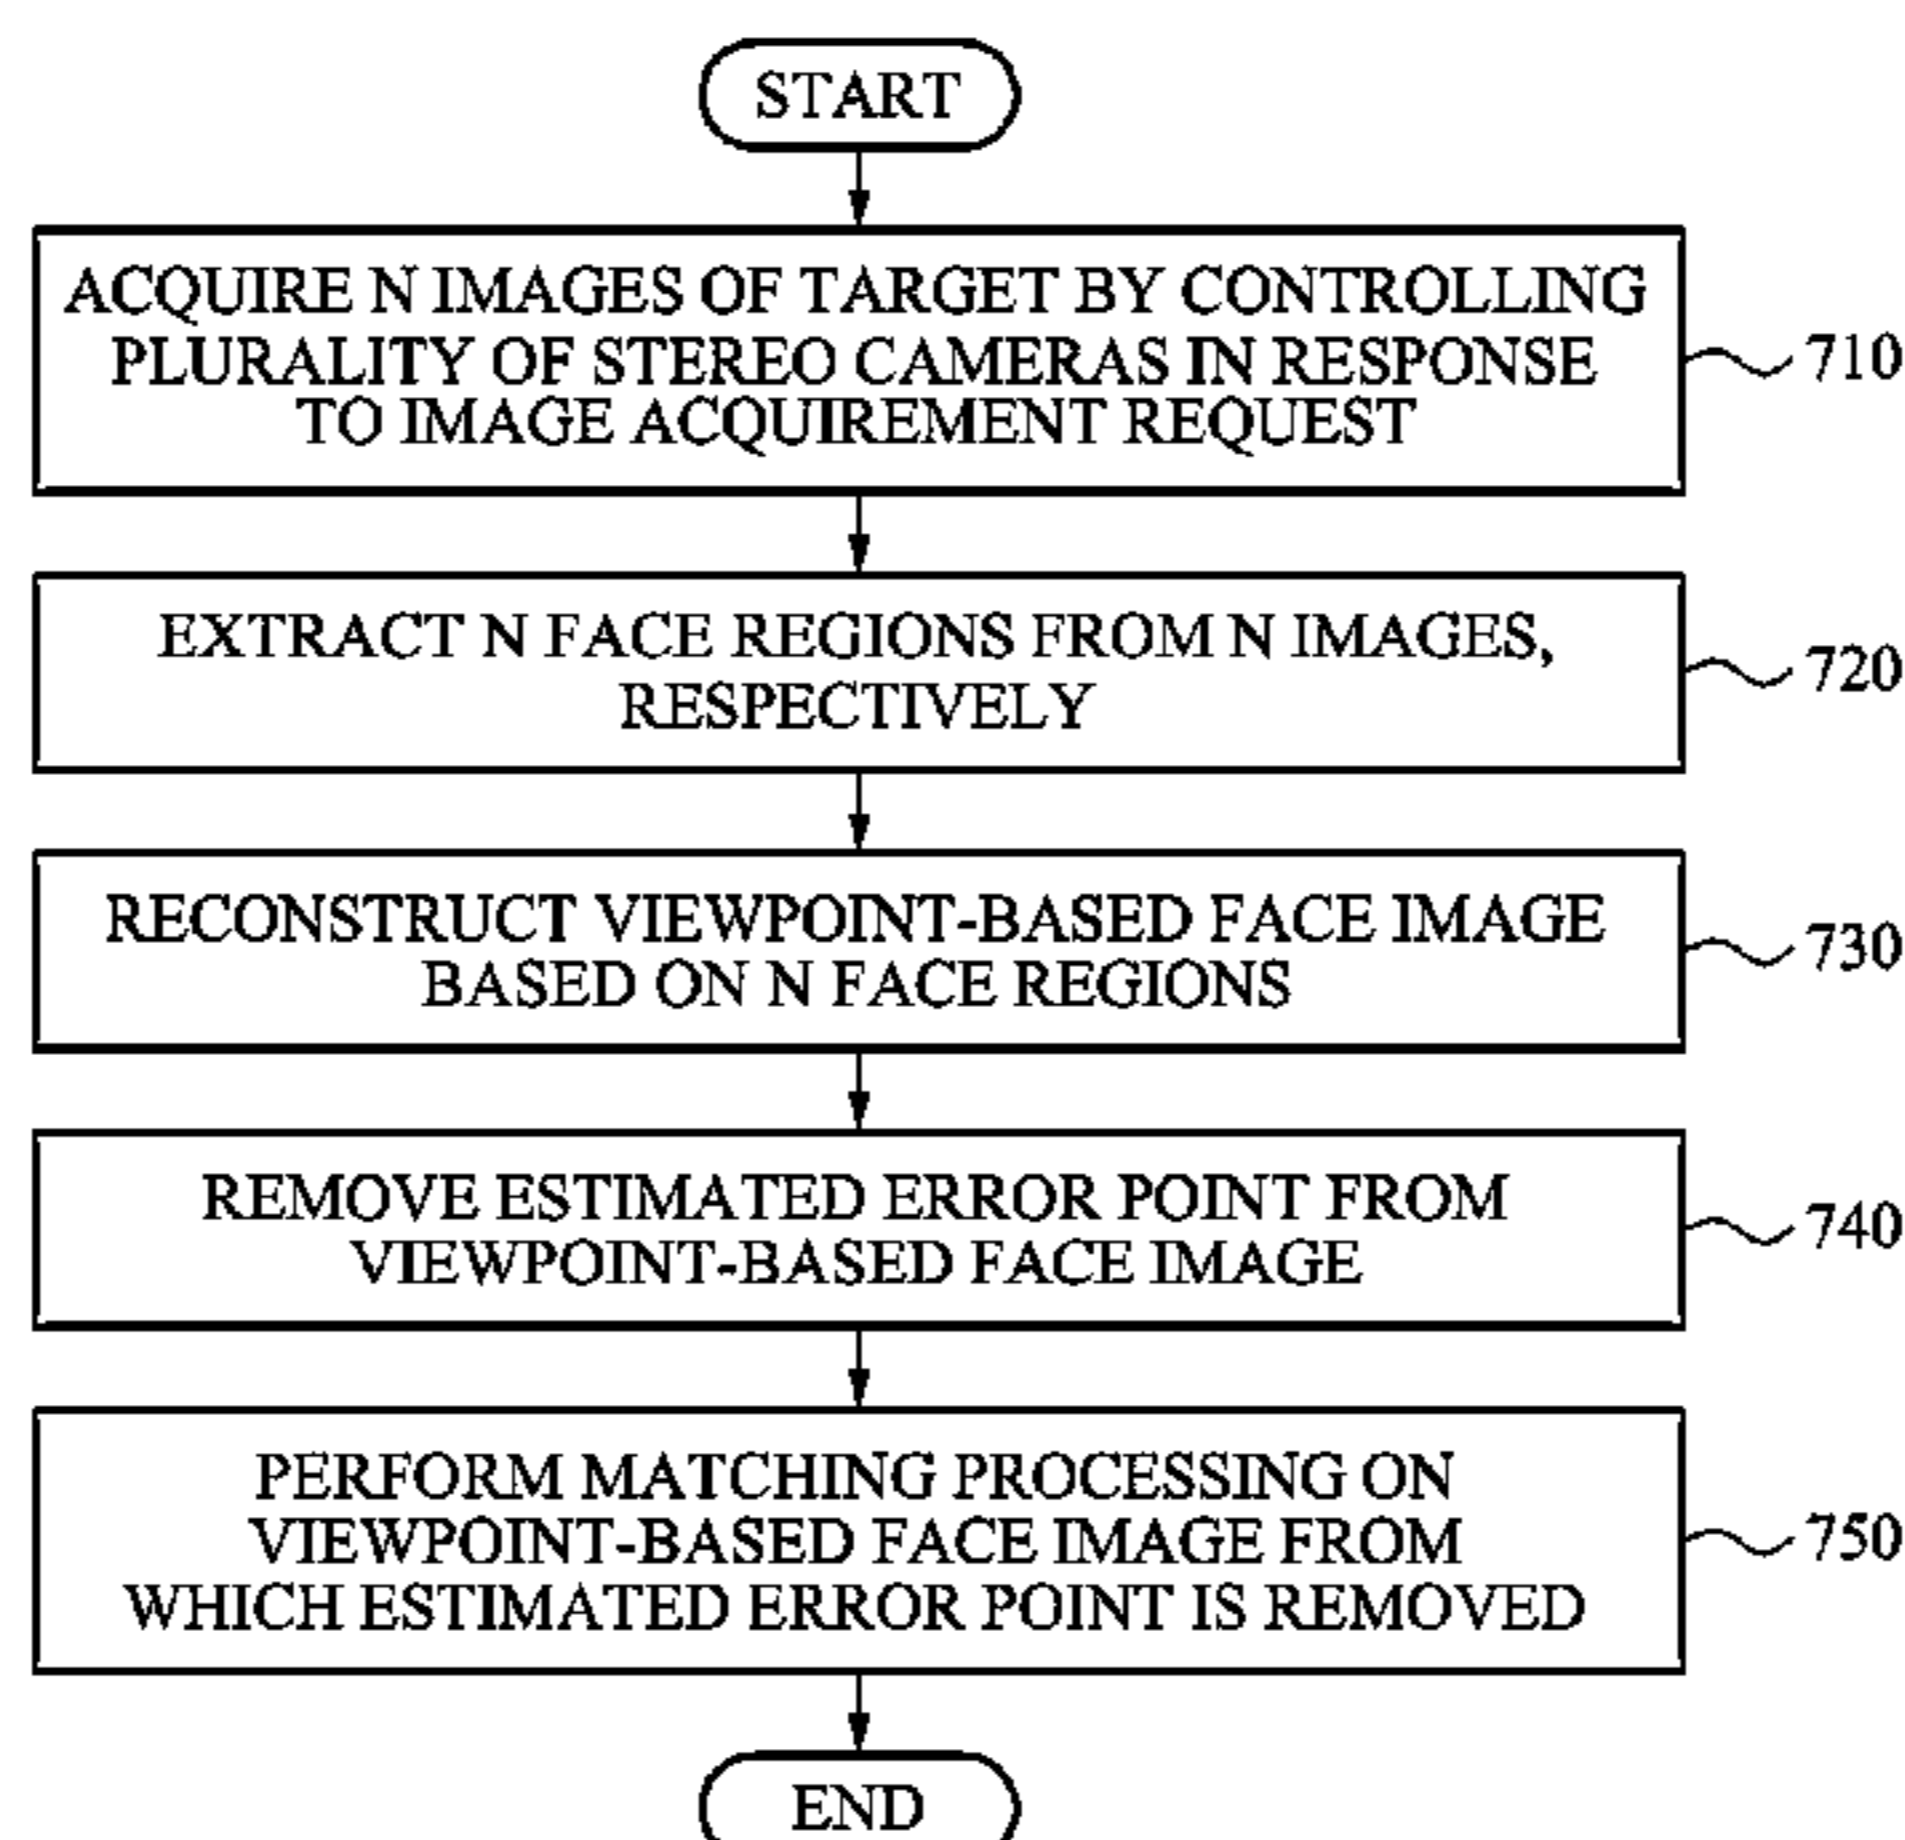 START
ACQUIRE N IMAGES OF TARGET BY CONTROLLING
PLURALITY OF STEREO CAMERAS IN RESPONSE
TO IMAGE ACQUIREMENT REQUEST
710
EXTRACT N FACE REGIONS FROM N IMAGES,
RESPECTIVELY
720
RECONSTRUCT VIEWPOINT-BASED FACE IMAGE
BASED ON N FACE REGIONS
730
REMOVE ESTIMATED ERROR POINT FROM
VIEWPOINT-BASED FACE IMAGE
740
PERFORM MATCHING PROCESSING ON
VIEWPOINT-BASED FACE IMAGE FROM
WHICH ESTIMATED ERROR POINT IS REMOVED
750
END